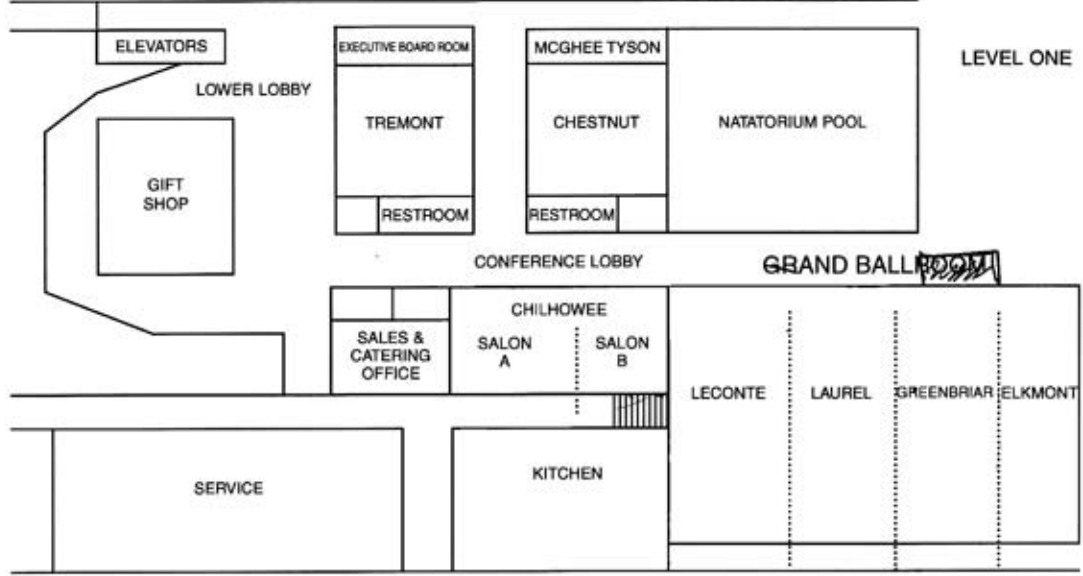 LEVEL ONE
ELEVATORS
EXECUTIVE BOARD ROOM
MCGHEE TYSON
LOWER LOBBY
TREMONT
CHESTNUT
NATATORIUM POOL
GIFT
SHOP
RESTROOM
RESTROOM
CONFERENCE LOBBY
GRAND BALLROOM
CHILHOWEE
SALES &
CATERING
OFFICE
SALON
A
SALON
B
LECONTE
LAUREL
GREENBRIAR
ELKMONT
SERVICE
KITCHEN